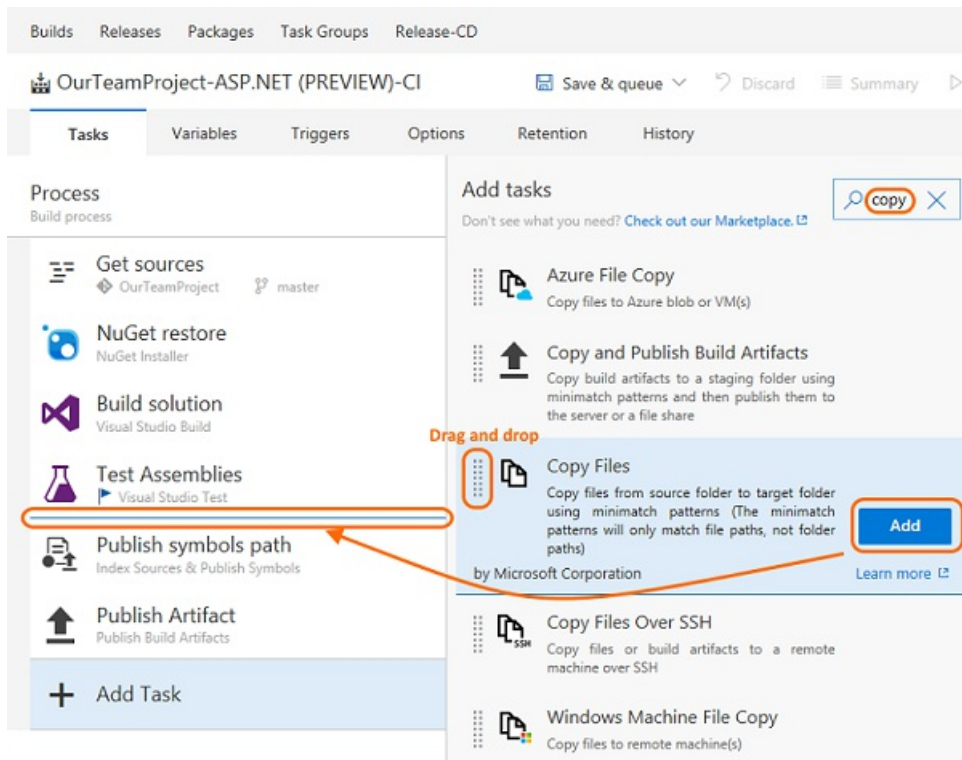 Builds Releases Packages Task Groups Release-CD
OurTeamProject-ASP.NET (PREVIEW)-CI Save & queue Discard Summary
Tasks Variables Triggers Options Retention History
Process
Build process
Get sources
OurTeamProject master
NuGet restore
NuGet Installer
Build solution
Visual Studio Build
Test Assemblies
Visual Studio Test
Publish symbols path
Index Sources & Publish Symbols
Publish Artifact
Publish Build Artifacts
Add Task
Add tasks
copy
Don't see what you need? Check out our Marketplace.
Azure File Copy
Copy files to Azure blob or VM(s)
Copy and Publish Build Artifacts
Copy build artifacts to a staging folder using
minimatch patterns and then publish them to
the server or a file share
Drag and drop
Copy Files
Copy files from source folder to target folder
using minimatch patterns (The minimatch
patterns will only match file paths, not folder
paths)
Add
by Microsoft Corporation Learn more
Copy Files Over SSH
SSH
Copy files or build artifacts to a remote
machine over SSH
Windows Machine File Copy
Copy files to remote machine(s)